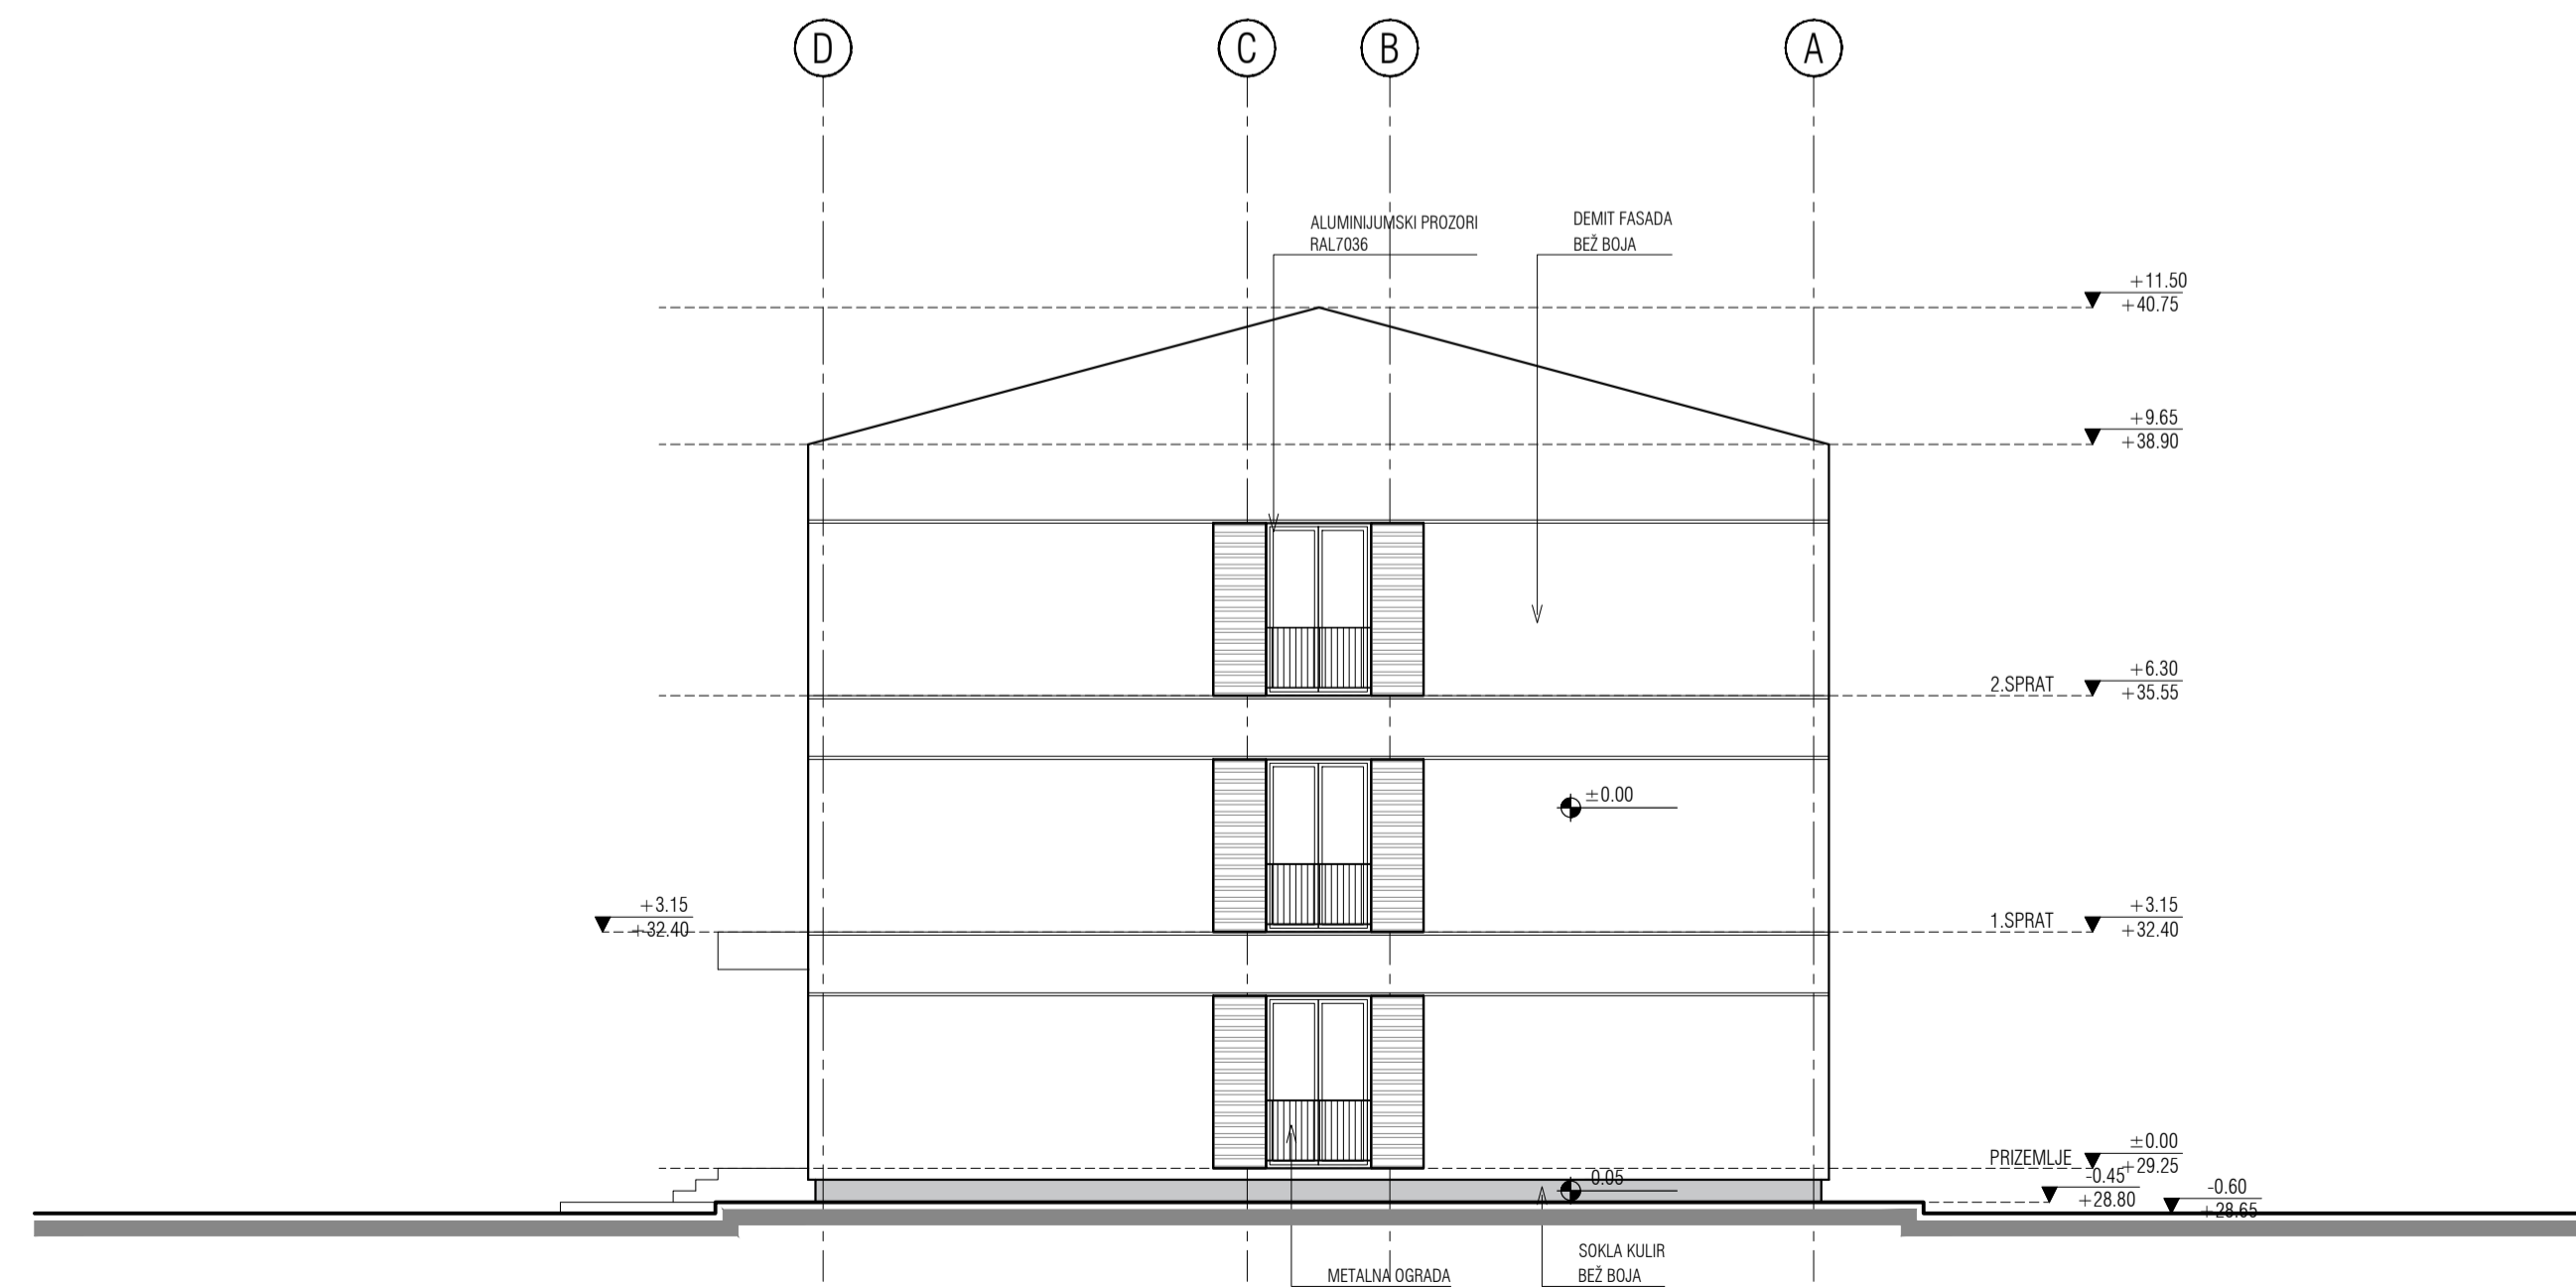 D
C
B
A
ALUMINIJUMSKI PROZORI
RAL7036
DEMIT FASADA
BEŽ BOJA
+11.50
+40.75
+9.65
+38.90
2.SPRAT
+6.30
+35.55
±0.00
+3.15
+32.40
1.SPRAT
+3.15
+32.40
PRIZEMLJE
±0.00
+29.25
-0.45
+28.80
-0.60
+28.65
0.05
METALNA OGRADA
SOKLA KULIR
BEŽ BOJA